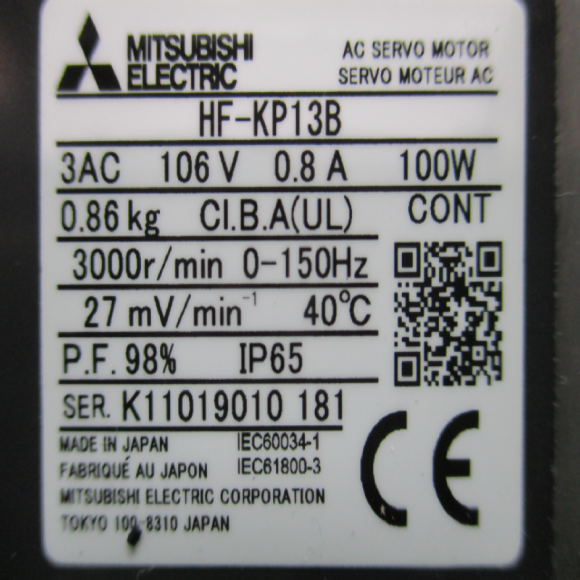 MITSUBISHI ELECTRIC
AC SERVO MOTOR
SERVO MOTEUR AC
HF-KP13B
3AC 106 V 0.8 A 100W
0.86 kg CI.B.A(UL) CONT
3000r/min 0-150Hz
27 mV/min⁻¹ 40℃
P.F. 98% IP65
SER. K11019010 181
MADE IN JAPAN IEC60034-1
FABRIQUÉ AU JAPON IEC61800-3
MITSUBISHI ELECTRIC CORPORATION
TOKYO 100-8310 JAPAN
CE